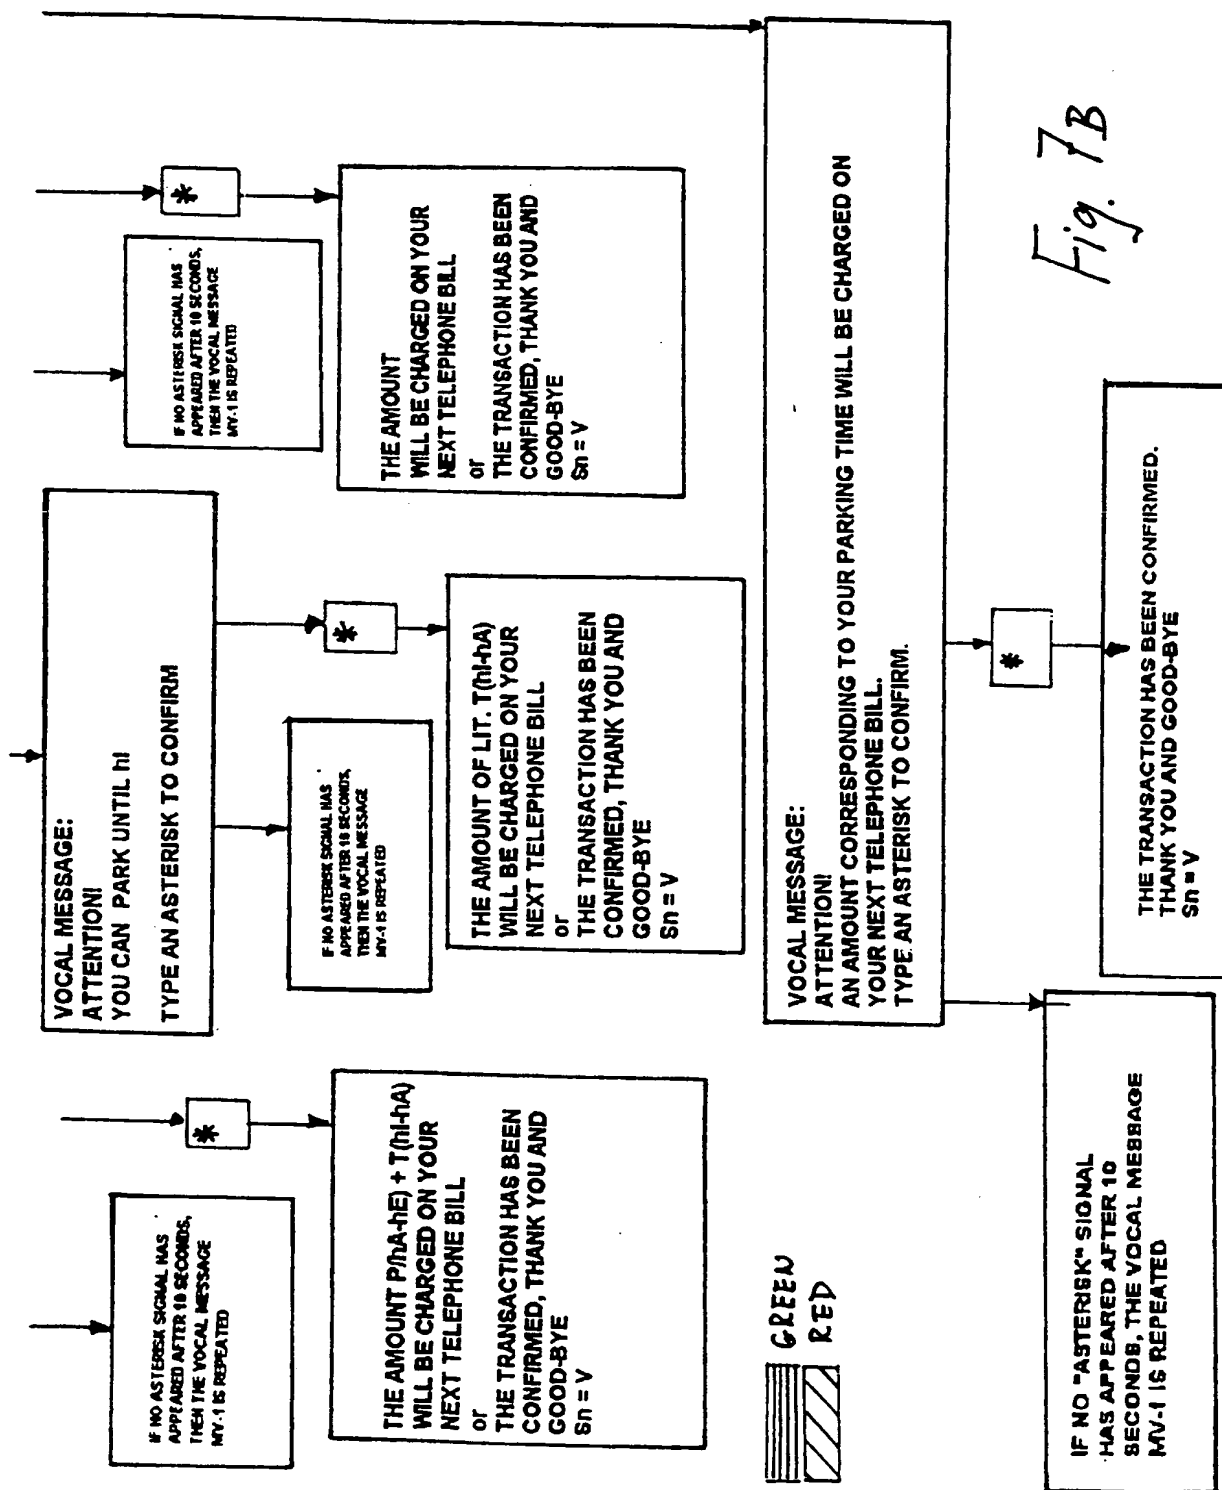 IF NO ASTERISK SIGNAL HAS
APPEARED AFTER 10 SECONDS,
THEN THE VOCAL MESSAGE
MV-1 IS REPEATED
*
THE AMOUNT P/hA-hE) + T(hI-hA)
WILL BE CHARGED ON YOUR
NEXT TELEPHONE BILL
or
THE TRANSACTION HAS BEEN
CONFIRMED, THANK YOU AND
GOOD-BYE
Sn = V
VOCAL MESSAGE:
ATTENTION!
YOU CAN PARK UNTIL hI
TYPE AN ASTERISK TO CONFIRM
IF NO ASTERISK SIGNAL HAS
APPEARED AFTER 10 SECONDS,
THEN THE VOCAL MESSAGE
MV-1 IS REPEATED
*
THE AMOUNT OF LIT. T(hI-hA)
WILL BE CHARGED ON YOUR
NEXT TELEPHONE BILL
or
THE TRANSACTION HAS BEEN
CONFIRMED, THANK YOU AND
GOOD-BYE
Sn = V
IF NO ASTERISK SIGNAL HAS
APPEARED AFTER 10 SECONDS,
THEN THE VOCAL MESSAGE
MV-1 IS REPEATED
*
THE AMOUNT
WILL BE CHARGED ON YOUR
NEXT TELEPHONE BILL
or
THE TRANSACTION HAS BEEN
CONFIRMED, THANK YOU AND
GOOD-BYE
Sn = V
GREEN
RED
VOCAL MESSAGE:
ATTENTION!
AN AMOUNT CORRESPONDING TO YOUR PARKING TIME WILL BE CHARGED ON
YOUR NEXT TELEPHONE BILL.
TYPE AN ASTERISK TO CONFIRM.
IF NO "ASTERISK" SIGNAL
HAS APPEARED AFTER 10
SECONDS, THE VOCAL MESSAGE
MV-1 IS REPEATED
*
THE TRANSACTION HAS BEEN CONFIRMED.
THANK YOU AND GOOD-BYE
Sn = V
Fig. 7B